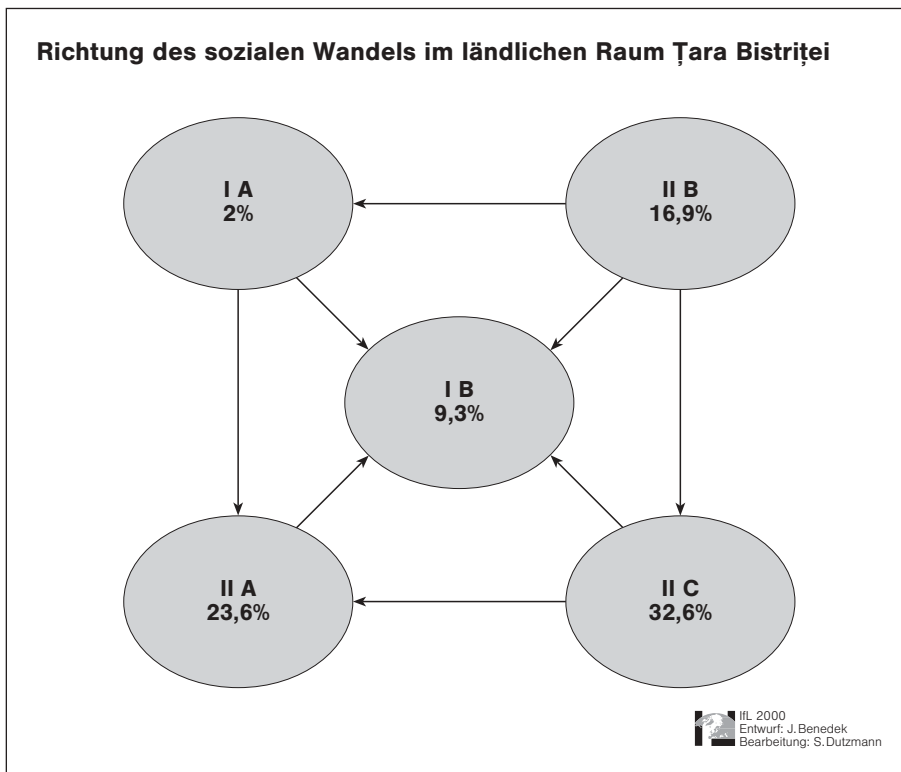 Richtung des sozialen Wandels im ländlichen Raum Țara Bistriței
I A
2%
II B
16,9%
I B
9,3%
II A
23,6%
II C
32,6%
IfL 2000
Entwurf: J.Benedek
Bearbeitung: S.Dutzmann